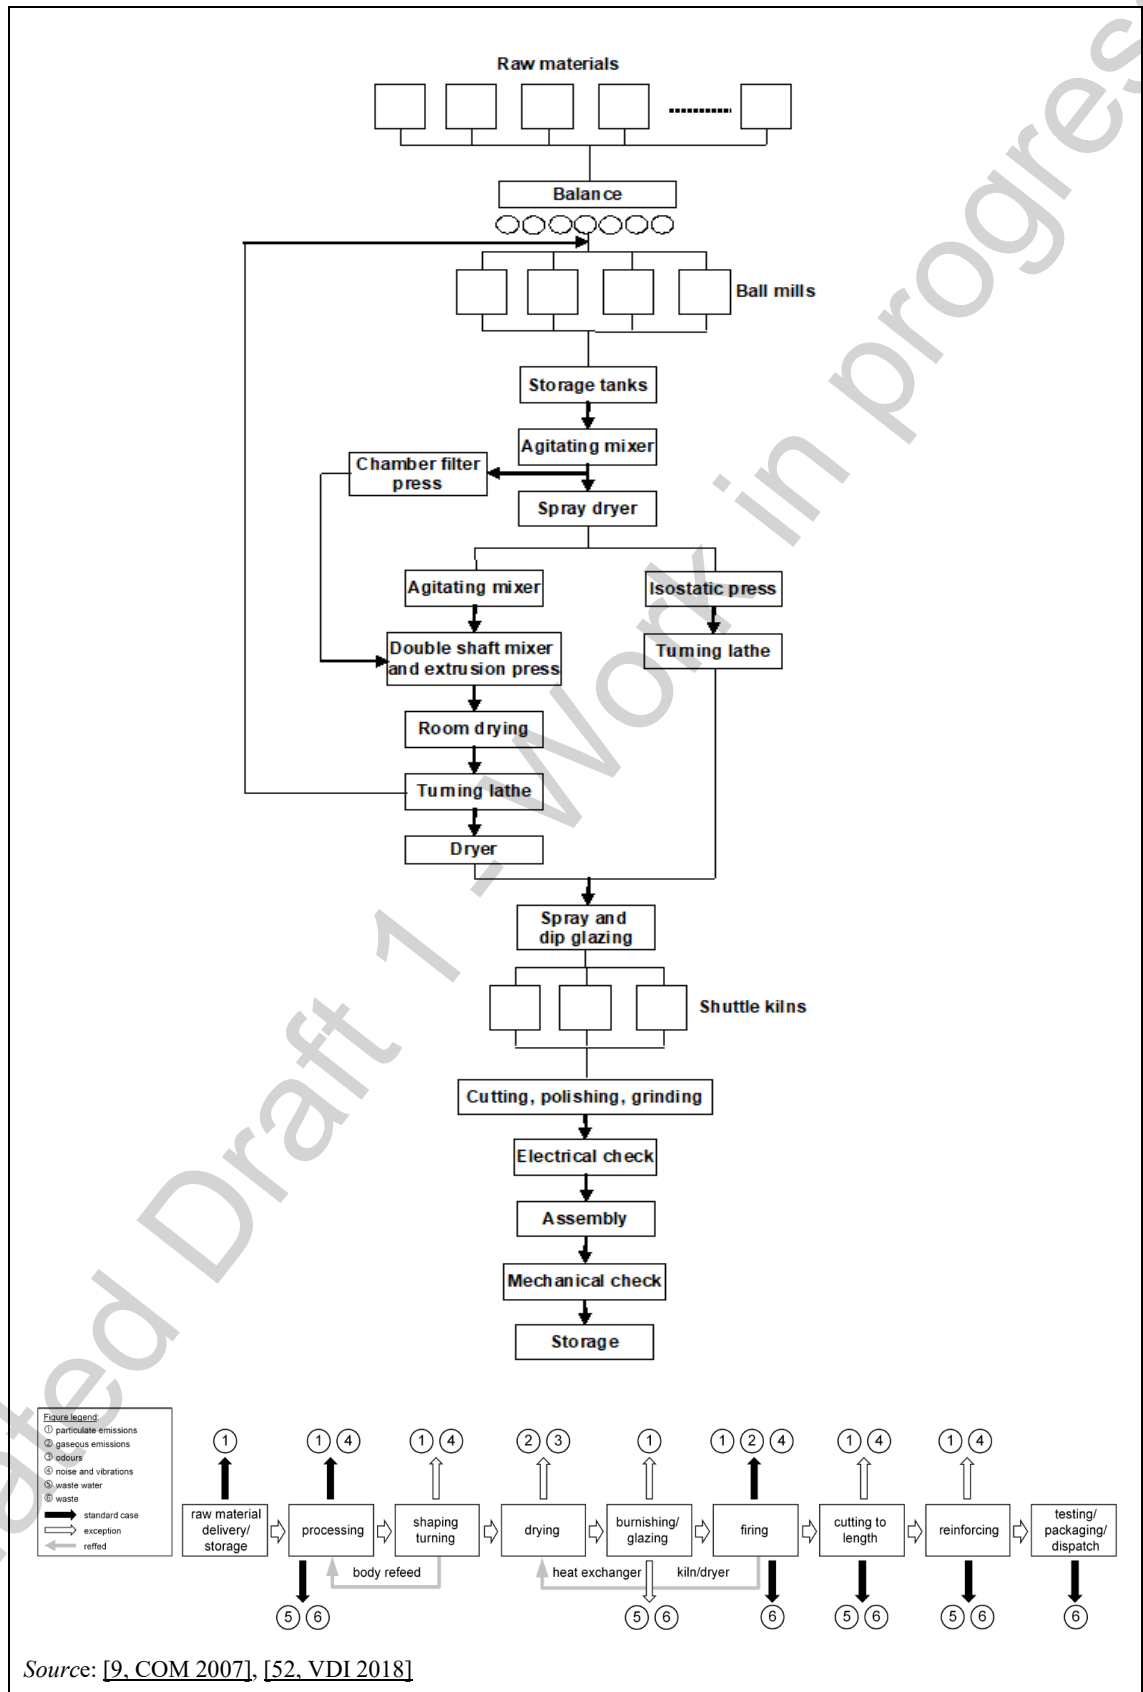 Raw materials
Balance
Ball mills
Storage tanks
Agitating mixer
Chamber filter
press
Spray dryer
Agitating mixer
Isostatic press
Double shaft mixer
and extrusion press
Turning lathe
Room drying
Turning lathe
Dryer
Spray and
dip glazing
Shuttle kilns
Cutting, polishing, grinding
Electrical check
Assembly
Mechanical check
Storage
Figure legend:
① particulate emissions
② gaseous emissions
③ odours
④ noise and vibrations
⑤ waste water
⑥ waste
standard case
exception
reffed
① ① ④ ① ④ ② ③ ① ① ② ④ ① ④ ① ④
raw material
delivery/
storage
processing
shaping
turning
drying
burnishing/
glazing
firing
cutting to
length
reinforcing
testing/
packaging/
dispatch
body refeed
heat exchanger
kiln/dryer
⑤ ⑥ ⑤ ⑥ ⑥ ⑤ ⑥ ⑤ ⑥ ⑥
Source: [9, COM 2007], [52, VDI 2018]
ated Draft 1 - Work in progres